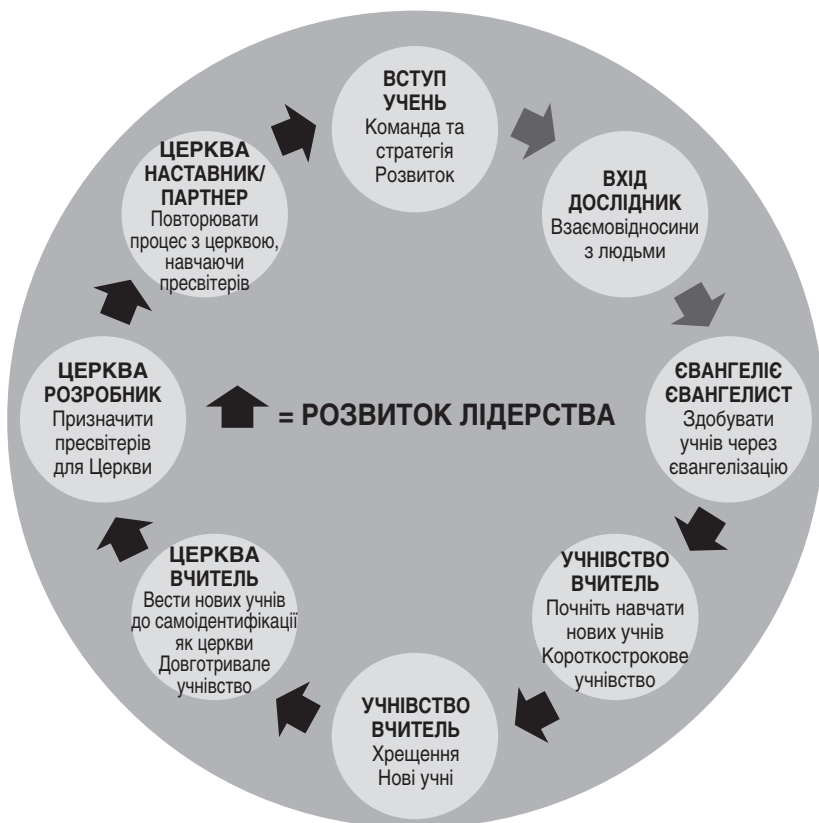 ВСТУП
УЧЕНЬ
Команда та
стратегія
Розвиток
ВХІД
ДОСЛІДНИК
Взаємовідносини
з людьми
ЄВАНГЕЛІЄ
ЄВАНГЕЛИСТ
Здобувати
учнів через
євангелізацію
УЧНІВСТВО
ВЧИТЕЛЬ
Почніть навчати
нових учнів
Короткострокове
учнівство
УЧНІВСТВО
ВЧИТЕЛЬ
Хрещення
Нові учні
ЦЕРКВА
ВЧИТЕЛЬ
Вести нових учнів
до самоідентифікації
як церкви
Довготривале
учнівство
ЦЕРКВА
РОЗРОБНИК
Призначити
пресвітерів
для Церкви
ЦЕРКВА
НАСТАВНИК/
ПАРТНЕР
Повторювати
процес з церквою,
навчаючи
пресвітерів
= РОЗВИТОК ЛІДЕРСТВА